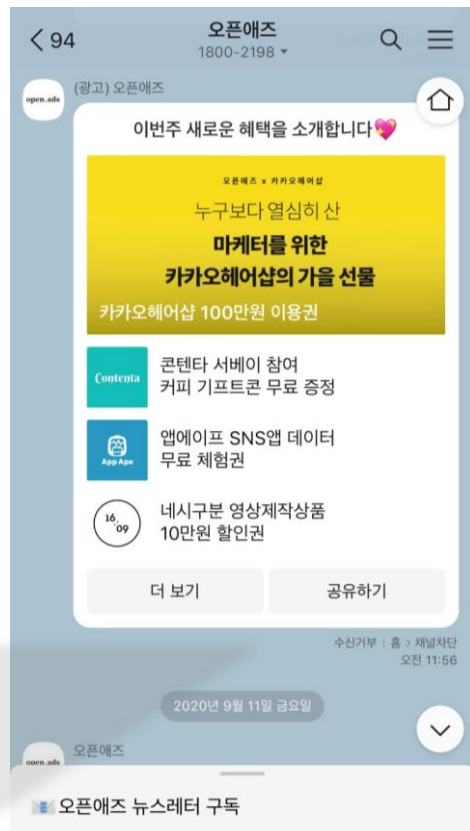 94
오픈애즈
1800-2198
(광고) 오픈애즈
open.ads
이번주 새로운 혜택을 소개합니다💖
오픈애즈 x 카카오헤어샵
누구보다 열심히 산
마케터를 위한
카카오헤어샵의 가을 선물
카카오헤어샵 100만원 이용권
Contenta
콘텐타 서베이 참여
커피 기프트콘 무료 증정
App Ape
앱에이프 SNS앱 데이터
무료 체험권
16:09
네시구분 영상제작상품
10만원 할인권
더 보기
공유하기
수신거부 | 홈 > 채널차단
오전 11:56
2020년 9월 11일 금요일
오픈애즈
open.ads
📧 오픈애즈 뉴스레터 구독